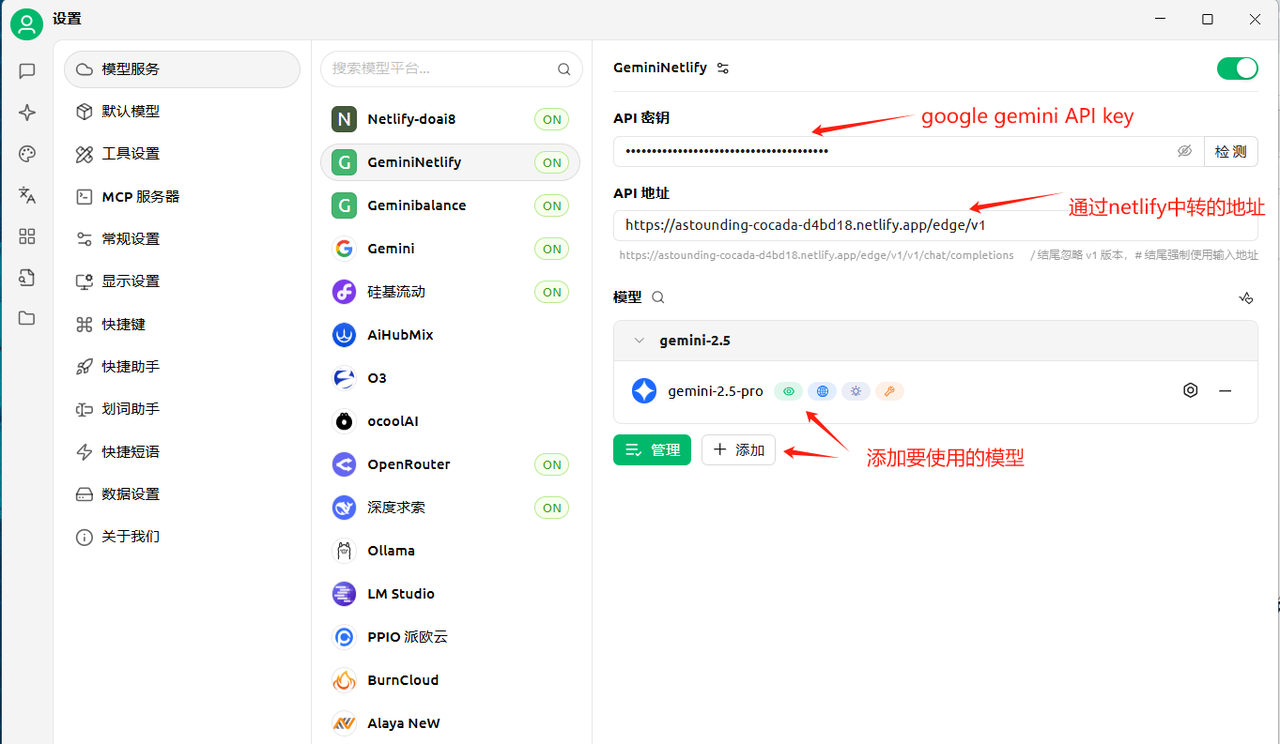 设置
模型服务
默认模型
工具设置
MCP 服务器
常规设置
显示设置
快捷键
快捷助手
划词助手
快捷短语
数据设置
关于我们
搜索模型平台...
N Netlify-doai8 ON
G GeminiNetlify ON
G Geminibalance ON
Gemini ON
硅基流动 ON
AiHubMix
O3
ocoolAI
OpenRouter ON
深度求索 ON
Ollama
LM Studio
PPIO 派欧云
BurnCloud
Alaya NeW
GeminiNetlify
API 密钥
google gemini API key
•••••••••••••••••••••••••••••••••••••••
检 测
API 地址
通过netlify中转的地址
https://astounding-cocada-d4bd18.netlify.app/edge/v1
https://astounding-cocada-d4bd18.netlify.app/edge/v1/v1/chat/completions / 结尾忽略 v1 版本，# 结尾强制使用输入地址
模型
gemini-2.5
gemini-2.5-pro
管理 添加
添加要使用的模型